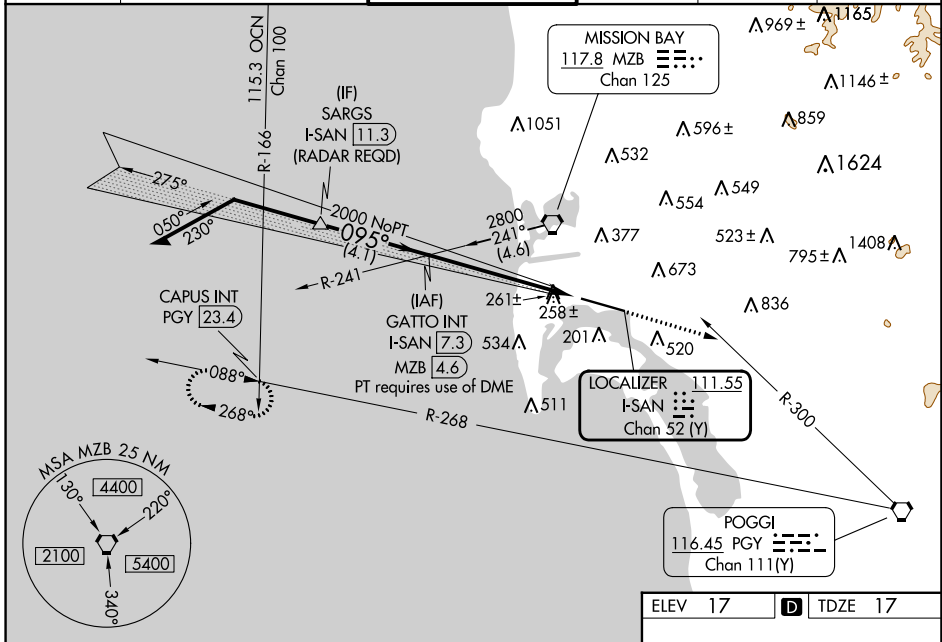 969 ±
1165
MISSION BAY
117.8 MZB
Chan 125
115.3 OCN
Chan 100
1146 ±
(IF)
SARGS
I-SAN 11.3
(RADAR REQD)
1051
596 ±
859
532
1624
R-166
275°
554
549
2000 NoPT
2800
050°
230°
095°
(4.1)
241°
(4.6)
377
523 ±
1408
795 ±
R-241
673
CAPUS INT
PGY 23.4
(IAF)
GATTO INT
I-SAN 7.3
MZB 4.6
PT requires use of DME
261 ±
258 ±
836
534
201
520
088°
268°
511
LOCALIZER 111.55
I-SAN
Chan 52 (Y)
R-268
R-300
MSA MZB 25 NM
130°
4400
220°
2100
5400
340°
POGGI
116.45 PGY
Chan 111(Y)
ELEV 17 D TDZE 17